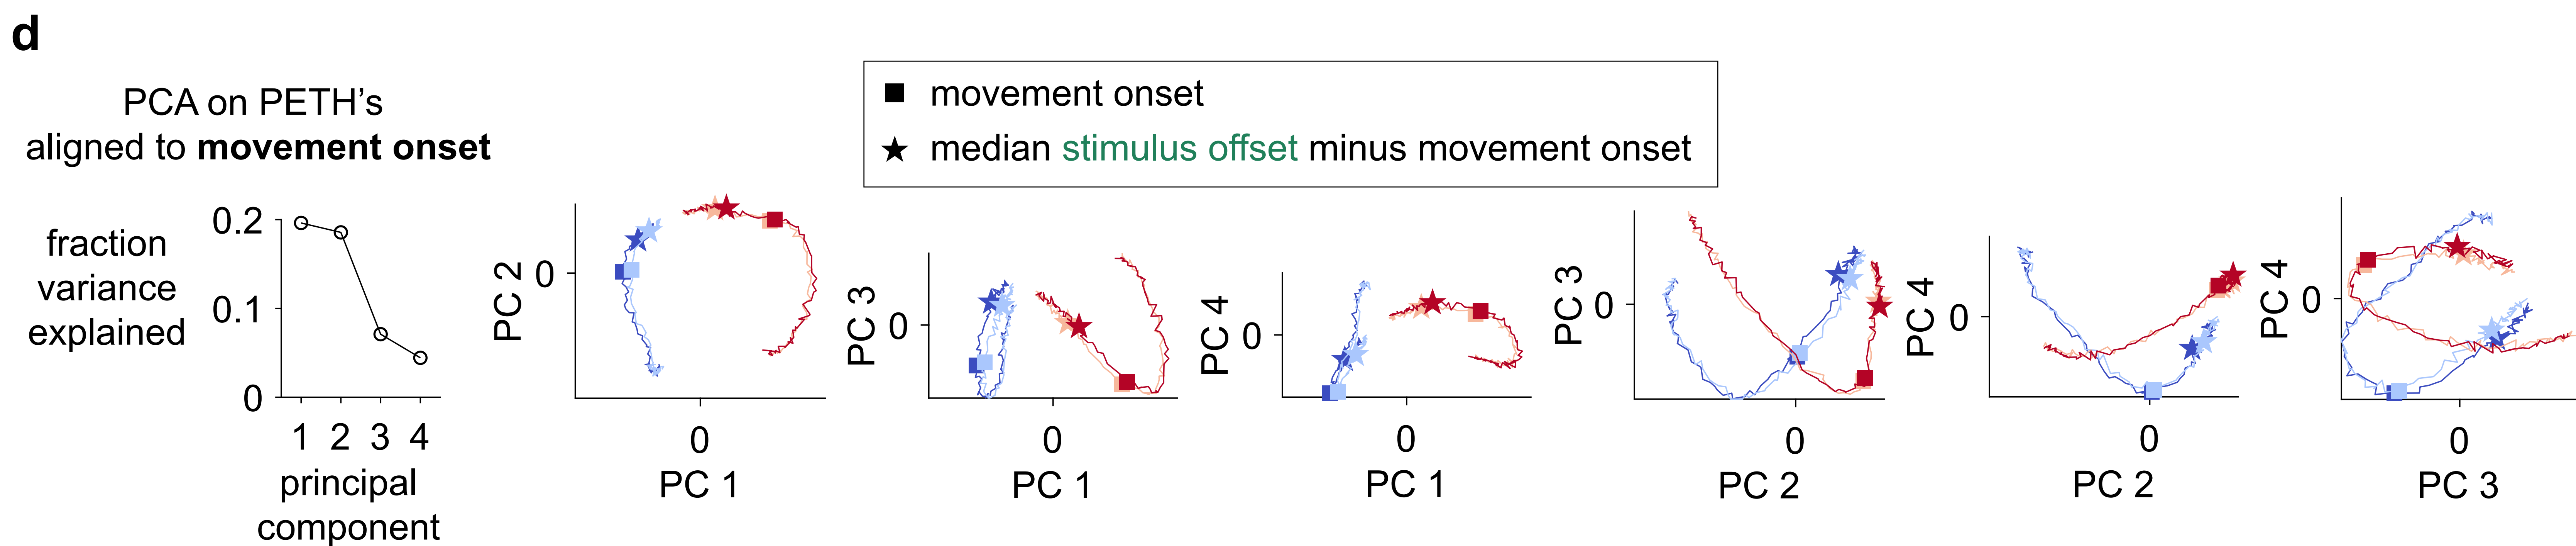 d
PCA on PETH's
aligned to movement onset
■ movement onset
★ median stimulus offset minus movement onset
fraction
variance
explained
0.2
0.1
0
1 2 3 4
principal
component
PC 2
0
0
PC 1
PC 3
0
0
PC 1
PC 4
0
0
PC 1
PC 3
0
0
PC 2
PC 4
0
0
PC 2
PC 4
0
0
PC 3